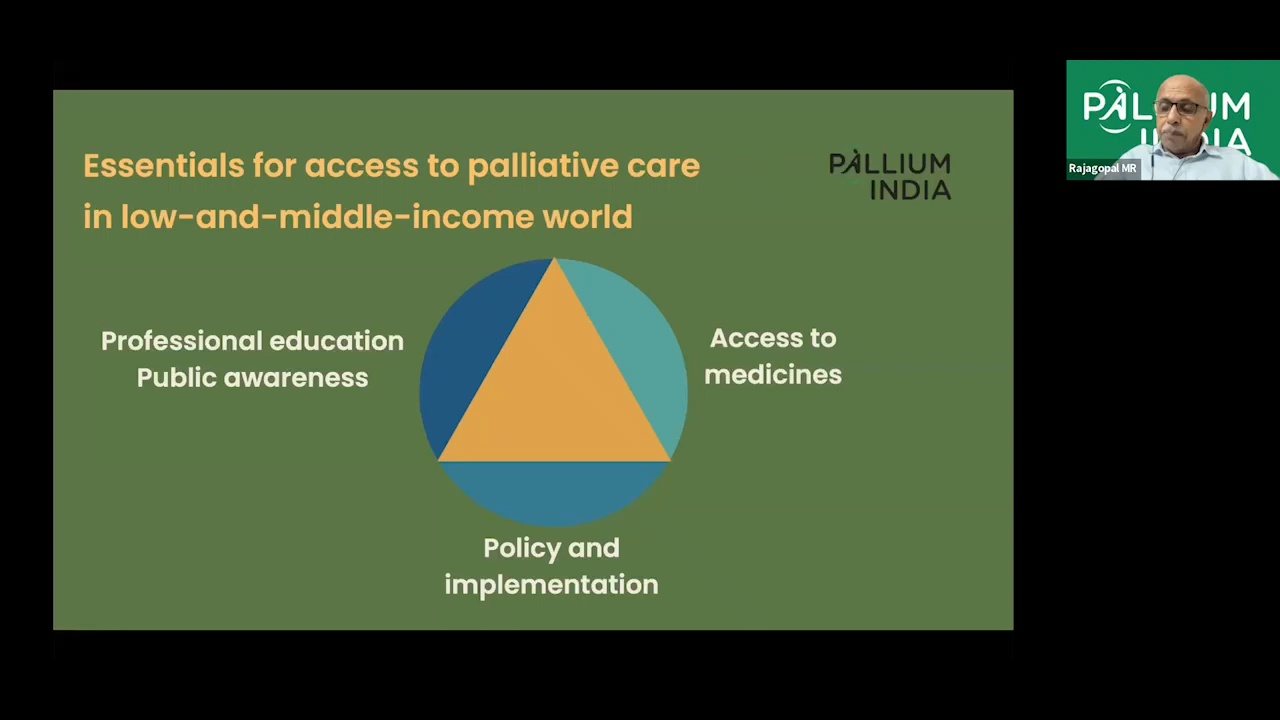 Essentials for access to palliative care
in low-and-middle-income world
PALLIUM
INDIA
Professional education
Public awareness
Access to
medicines
Policy and
implementation
Rajagopal MR